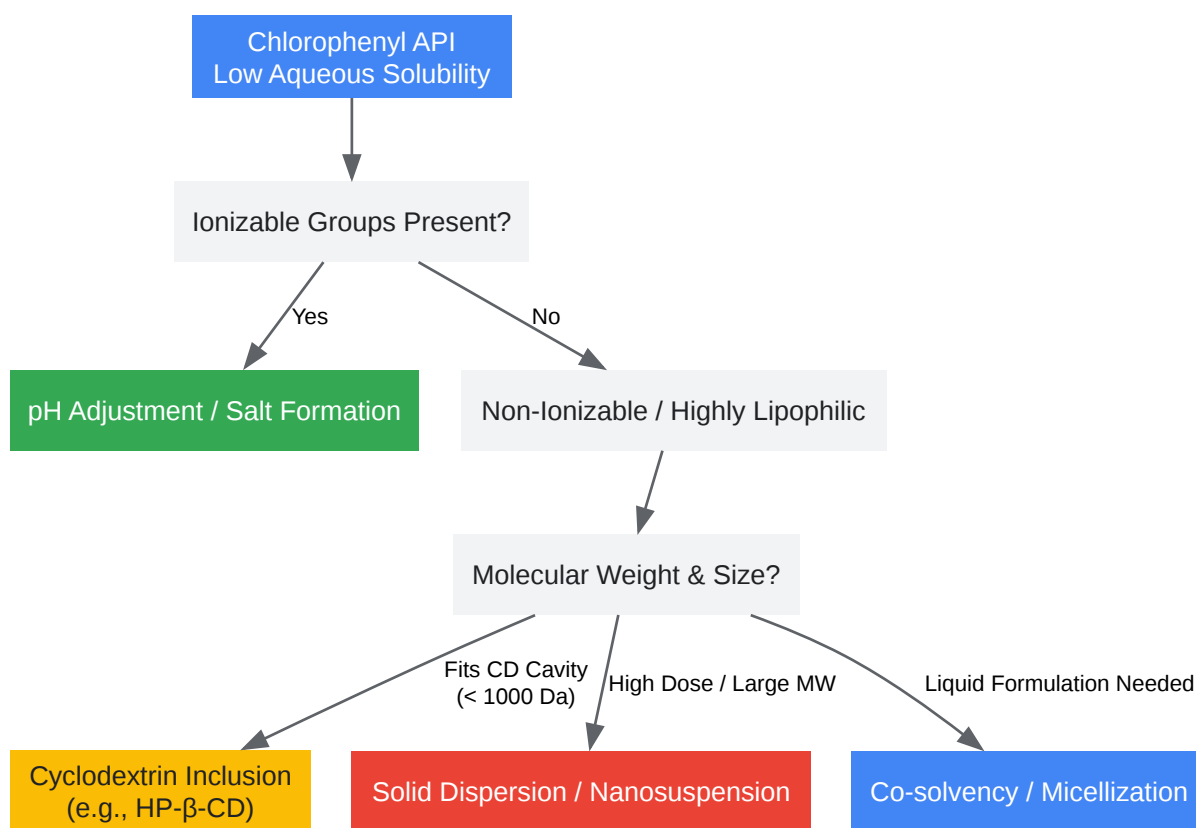 Chlorophenyl API
Low Aqueous Solubility
Ionizable Groups Present?
Yes
No
pH Adjustment / Salt Formation
Non-Ionizable / Highly Lipophilic
Molecular Weight & Size?
Fits CD Cavity
(< 1000 Da)
High Dose / Large MW
Liquid Formulation Needed
Cyclodextrin Inclusion
(e.g., HP-β-CD)
Solid Dispersion / Nanosuspension
Co-solvency / Micellization